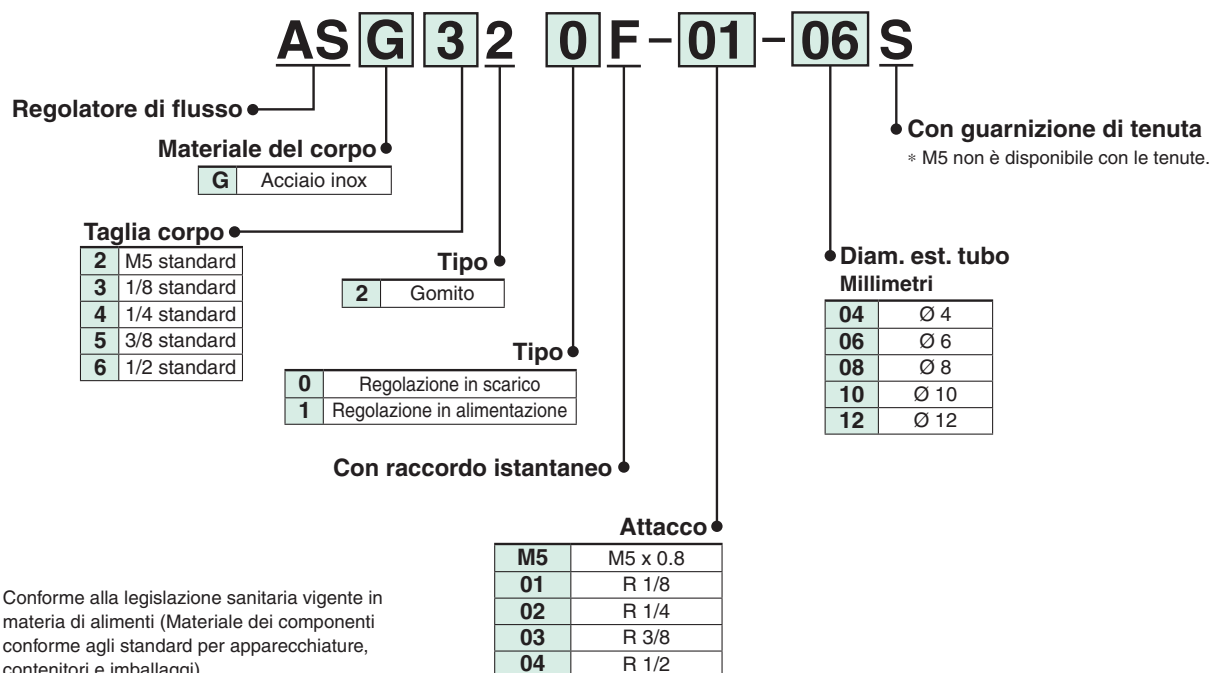 ASG320F-01-06S
Regolatore di flusso
Materiale del corpo
G Acciaio inox
Taglia corpo
2 M5 standard
3 1/8 standard
4 1/4 standard
5 3/8 standard
6 1/2 standard
Tipo
2 Gomito
Tipo
0 Regolazione in scarico
1 Regolazione in alimentazione
Con raccordo istantaneo
Attacco
M5 M5 x 0.8
01 R 1/8
02 R 1/4
03 R 3/8
04 R 1/2
Con guarnizione di tenuta
* M5 non è disponibile con le tenute.
Diam. est. tubo
Millimetri
04 Ø 4
06 Ø 6
08 Ø 8
10 Ø 10
12 Ø 12
Conforme alla legislazione sanitaria vigente in
materia di alimenti (Materiale dei componenti
conforme agli standard per apparecchiature,
contenitori e imballaggi)